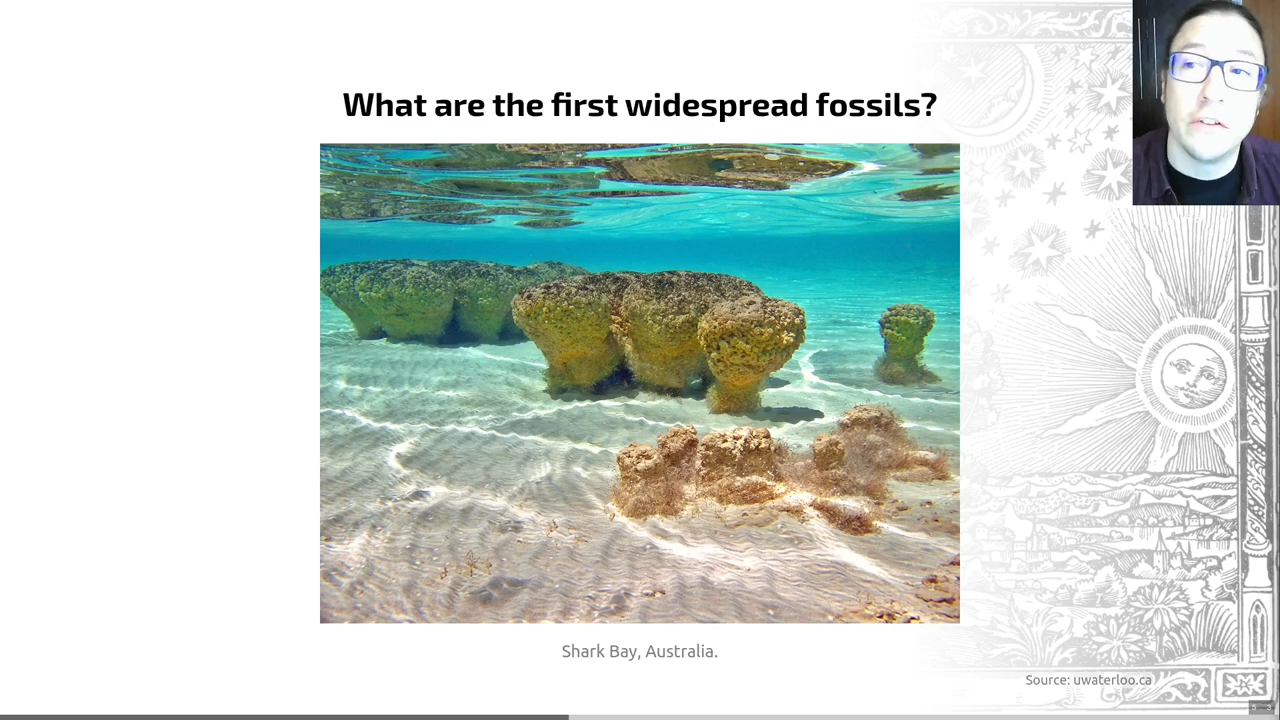 What are the first widespread fossils?
Shark Bay, Australia.
Source: uwaterloo.ca